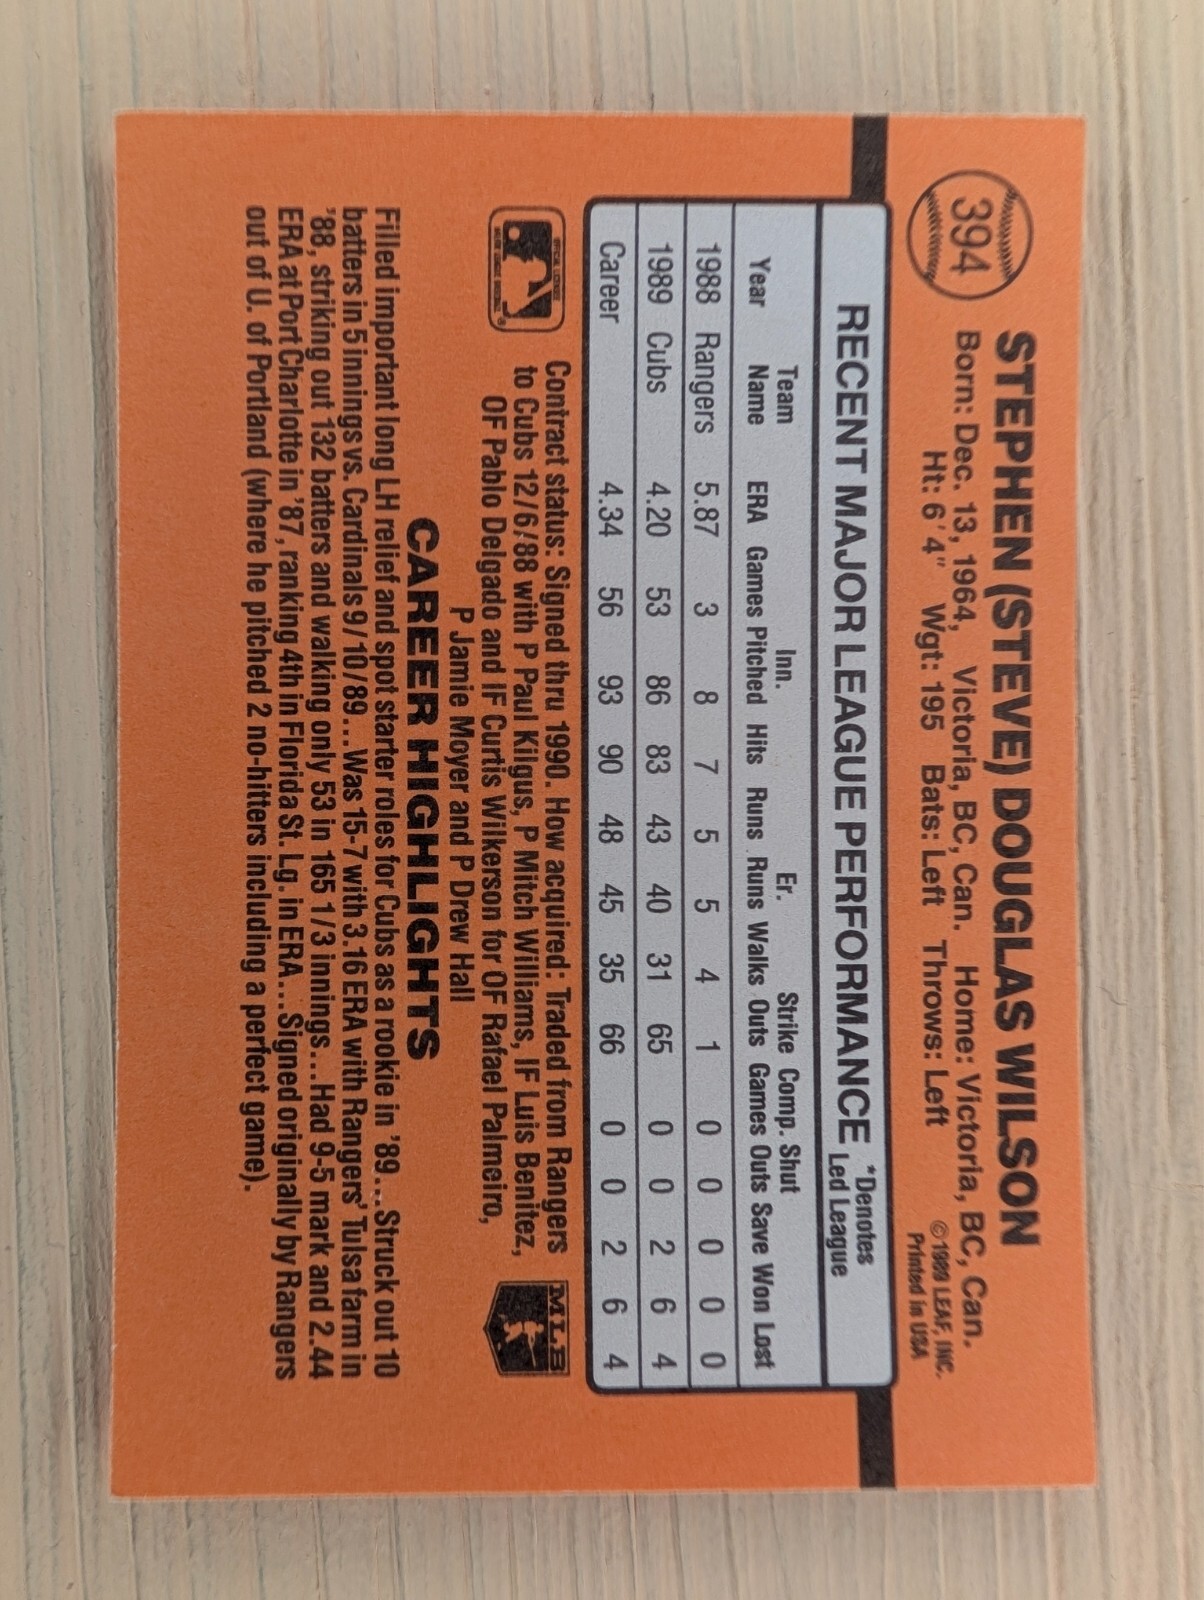 394
STEPHEN (STEVE) DOUGLAS WILSON
Born: Dec. 13, 1964, Victoria, BC, Can. Home: Victoria, BC, Can.
Ht: 6'4" Wgt: 195 Bats: Left Throws: Left
©1989 LEAF, INC.
Printed in USA
RECENT MAJOR LEAGUE PERFORMANCE *Denotes Led League
Year Team Name ERA Games Inn. Pitched Hits Runs Er. Runs Walks Strike Outs Comp. Games Shut Outs Save Won Lost
1988 Rangers 5.87 3 8 7 5 5 4 1 0 0 0 0 0
1989 Cubs 4.20 53 86 83 43 40 31 65 0 0 2 6 4
Career 4.34 56 93 90 48 45 35 66 0 0 2 6 4
Contract status: Signed thru 1990. How acquired: Traded from Rangers
to Cubs 12/6/88 with P Paul Kilgus, P Mitch Williams, IF Luis Benitez,
OF Pablo Delgado and IF Curtis Wilkerson for OF Rafael Palmeiro,
P Jamie Moyer and P Drew Hall
MLB
CAREER HIGHLIGHTS
Filled important long LH relief and spot starter roles for Cubs as a rookie in '89...Struck out 10
batters in 5 innings vs. Cardinals 9/10/89...Was 15-7 with 3.16 ERA with Rangers' Tulsa farm in
'88, striking out 132 batters and walking only 53 in 165 1/3 innings...Had 9-5 mark and 2.44
ERA at Port Charlotte in '87, ranking 4th in Florida St. Lg. in ERA...Signed originally by Rangers
out of U. of Portland (where he pitched 2 no-hitters including a perfect game).